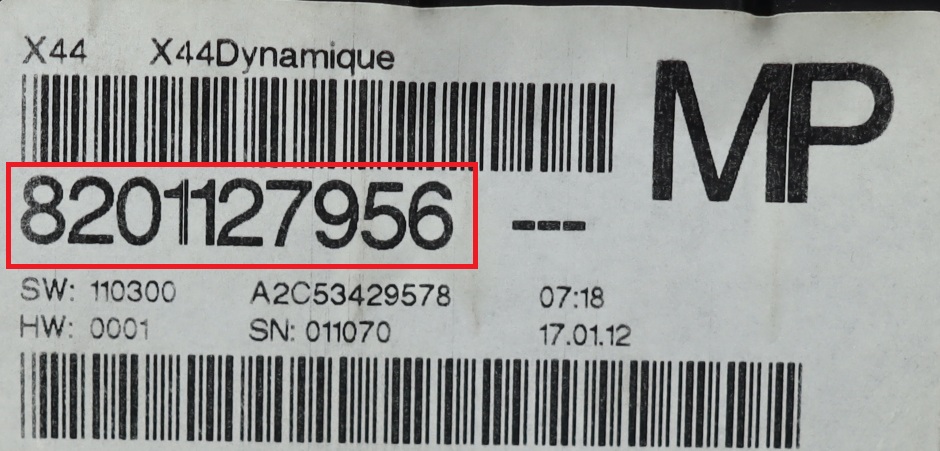 X44 X44Dynamique
MP
8201127956 ---
SW: 110300 A2C53429578 07:18
HW: 0001 SN: 011070 17.01.12